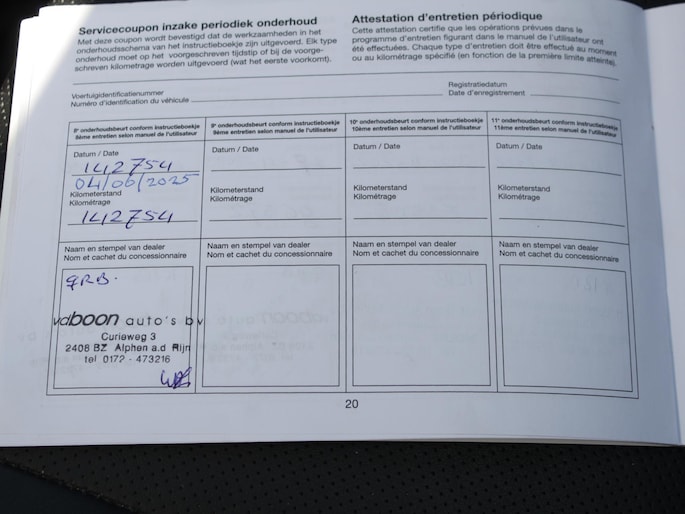 Servicecoupon inzake periodiek onderhoud
Met deze coupon wordt bevestigd dat de werkzaamheden in het
onderhoudsschema van het instructieboekje zijn uitgevoerd. Elk type
onderhoud moet op het voorgeschreven tijdstip of bij de voorge-
schreven kilometrage worden uitgevoerd (wat het eerste voorkomt).
Attestation d'entretien périodique
Cette attestation certifie que les opérations prévues dans le
programme d'entretien figurant dans le manuel de l'utilisateur ont
été effectuées. Chaque type d'entretien doit être effectué au moment
ou au kilométrage spécifié (en fonction de la première limite atteinte).
Voertuigidentificatienummer
Numéro d'identification du véhicule
Registratiedatum
Date d'enregistrement
8e onderhoudsbeurt conform instructieboekje
8ème entretien selon manuel de l'utilisateur
9e onderhoudsbeurt conform instructieboekje
9ème entretien selon manuel de l'utilisateur
10e onderhoudsbeurt conform instructieboekje
10ème entretien selon manuel de l'utilisateur
11e onderhoudsbeurt conform instructieboekje
11ème entretien selon manuel de l'utilisateur
Datum / Date
142754
04/06/2025
Kilometerstand
Kilométrage
142754
Datum / Date
Kilometerstand
Kilométrage
Datum / Date
Kilometerstand
Kilométrage
Datum / Date
Kilometerstand
Kilométrage
Naam en stempel van dealer
Nom et cachet du concessionnaire
Naam en stempel van dealer
Nom et cachet du concessionnaire
Naam en stempel van dealer
Nom et cachet du concessionnaire
Naam en stempel van dealer
Nom et cachet du concessionnaire
GRB.
vdboon auto's bv
Curieweg 3
2408 BZ Alphen a.d Rijn
tel 0172 - 473216
20